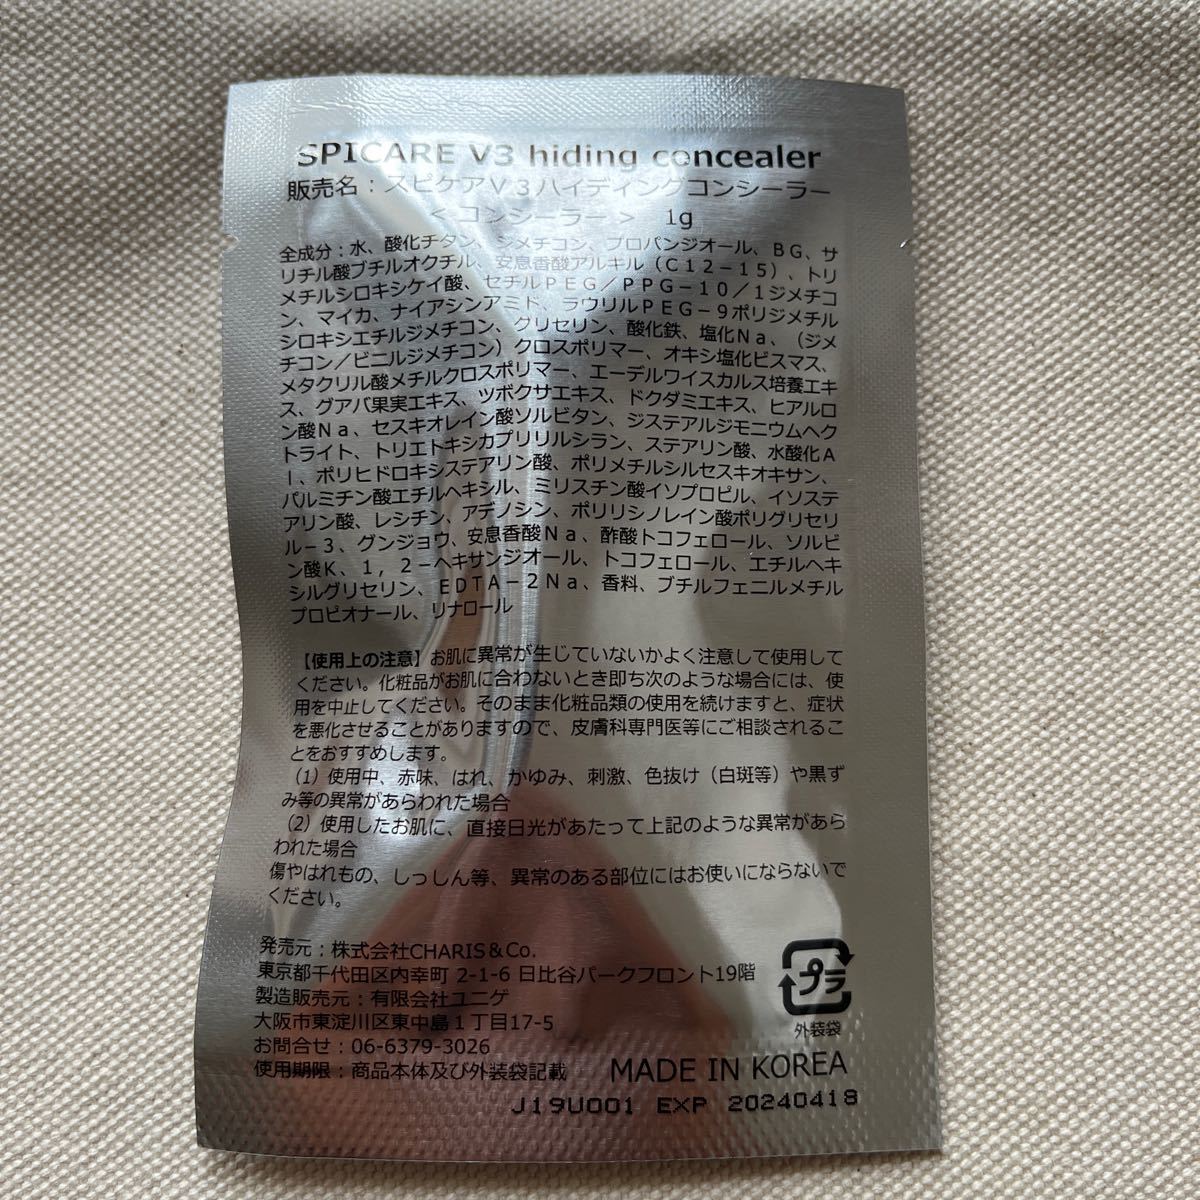 SPICARE V3 hiding concealer
販売名：スピケアＶ３ハイディングコンシーラー
＜コンシーラー＞ 1g
全成分：水、酸化チタン、ジメチコン、プロパンジオール、ＢＧ、サ
リチル酸ブチルオクチル、安息香酸アルキル（Ｃ１２－１５）、トリ
メチルシロキシケイ酸、セチルＰＥＧ／ＰＰＧ－１０／１ジメチコ
ン、マイカ、ナイアシンアミド、ラウリルＰＥＧ－９ポリジメチル
シロキシエチルジメチコン、グリセリン、酸化鉄、塩化Ｎａ、（ジメ
チコン／ビニルジメチコン）クロスポリマー、オキシ塩化ビスマス、
メタクリル酸メチルクロスポリマー、エーデルワイスカルス培養エキ
ス、グアバ果実エキス、ツボクサエキス、ドクダミエキス、ヒアルロ
ン酸Ｎａ、セスキオレイン酸ソルビタン、ジステアルジモニウムヘク
トライト、トリエトキシカプリリルシラン、ステアリン酸、水酸化Ａ
ｌ、ポリヒドロキシステアリン酸、ポリメチルシルセスキオキサン、
パルミチン酸エチルヘキシル、ミリスチン酸イソプロピル、イソステ
アリン酸、レシチン、アデノシン、ポリリシノレイン酸ポリグリセリ
ル－３、グンジョウ、安息香酸Ｎａ、酢酸トコフェロール、ソルビ
ン酸Ｋ、１，２－ヘキサンジオール、トコフェロール、エチルヘキ
シルグリセリン、ＥＤＴＡ－２Ｎａ、香料、ブチルフェニルメチル
プロピオナール、リナロール
【使用上の注意】お肌に異常が生じていないかよく注意して使用して
ください。化粧品がお肌に合わないとき即ち次のような場合には、使
用を中止してください。そのまま化粧品類の使用を続けますと、症状
を悪化させることがありますので、皮膚科専門医等にご相談されるこ
とをおすすめします。
（1）使用中、赤味、はれ、かゆみ、刺激、色抜け（白斑等）や黒ず
み等の異常があらわれた場合
（2）使用したお肌に、直接日光があたって上記のような異常があら
われた場合
傷やはれもの、しっしん等、異常のある部位にはお使いにならないで
ください。
発売元：株式会社CHARIS＆Co.
東京都千代田区内幸町 2-1-6 日比谷パークフロント19階
製造販売元：有限会社ユニゲ
大阪市東淀川区東中島１丁目17-5
お問合せ：06-6379-3026
使用期限：商品本体及び外装袋記載
プラ
外装袋
MADE IN KOREA
J19U001 EXP 20240418